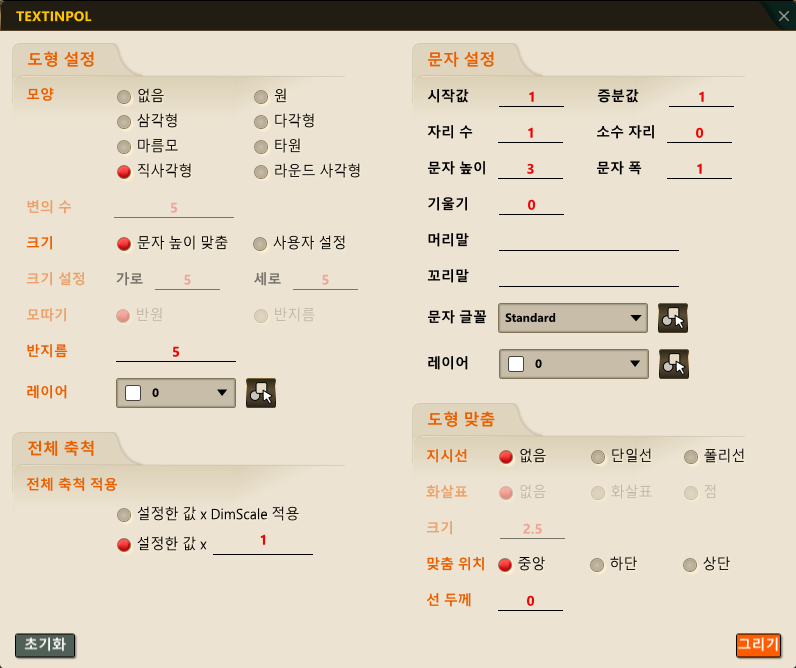 TEXTINPOL
도형 설정
모양
없음
원
삼각형
다각형
마름모
타원
직사각형
라운드 사각형
변의 수 5
크기 문자 높이 맞춤 사용자 설정
크기 설정 가로 5 세로 5
모따기 반원 반지름
반지름 5
레이어 0
전체 축척
전체 축척 적용
설정한 값 x DimScale 적용
설정한 값 x 1
문자 설정
시작값 1 증분값 1
자리 수 1 소수 자리 0
문자 높이 3 문자 폭 1
기울기 0
머리말
꼬리말
문자 글꼴 Standard
레이어 0
도형 맞춤
지시선 없음 단일선 폴리선
화살표 없음 화살표 점
크기 2.5
맞춤 위치 중앙 하단 상단
선 두께 0
초기화
그리기